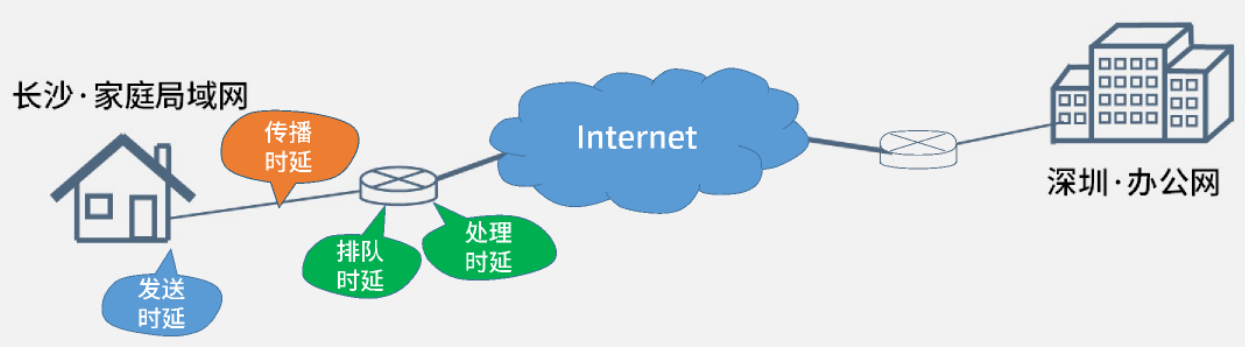 长沙·家庭局域网
传播
时延
Internet
排队
时延
处理
时延
发送
时延
深圳·办公网